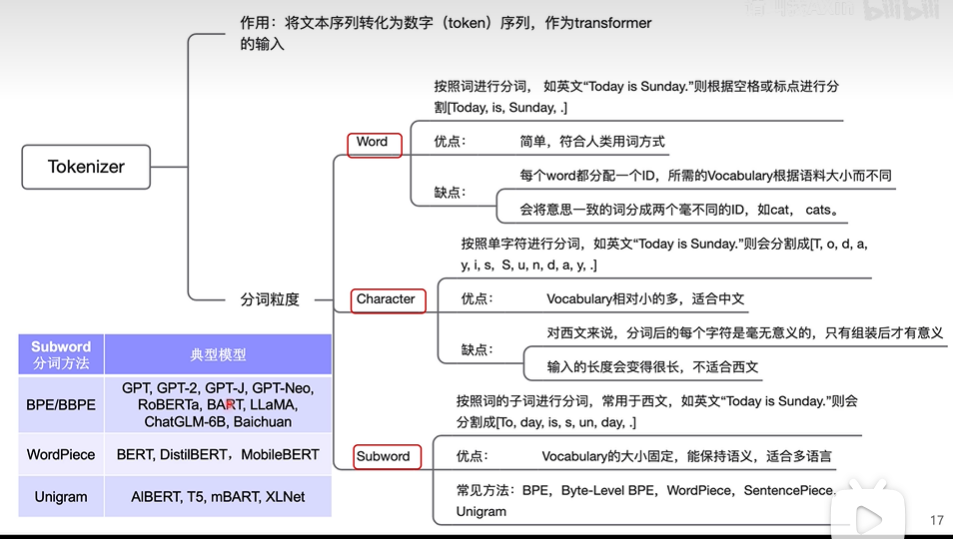 作用：将文本序列转化为数字（token）序列，作为transformer
的输入
Tokenizer
分词粒度
Word
按照词进行分词， 如英文“Today is Sunday.”则根据空格或标点进行分
割[Today, is, Sunday, .]
优点： 简单，符合人类用词方式
缺点：
每个word都分配一个ID，所需的Vocabulary根据语料大小而不同
会将意思一致的词分成两个毫不同的ID，如cat， cats。
Character
按照单字符进行分词，如英文“Today is Sunday.”则会分割成[T, o, d, a,
y, i, s, S, u, n, d, a, y, .]
优点： Vocabulary相对小的多，适合中文
缺点：
对西文来说，分词后的每个字符是毫无意义的，只有组装后才有意义
输入的长度会变得很长，不适合西文
Subword
按照词的子词进行分词，常用于西文，如英文“Today is Sunday.”则会
分割成[To, day, is, s, un, day, .]
优点： Vocabulary的大小固定，能保持语义，适合多语言
常见方法：BPE，Byte-Level BPE，WordPiece，SentencePiece,
Unigram
Subword
分词方法
典型模型
BPE/BBPE
GPT, GPT-2, GPT-J, GPT-Neo,
RoBERTa, BART, LLaMA,
ChatGLM-6B, Baichuan
WordPiece
BERT, DistilBERT，MobileBERT
Unigram
AlBERT, T5, mBART, XLNet
bilibili
17